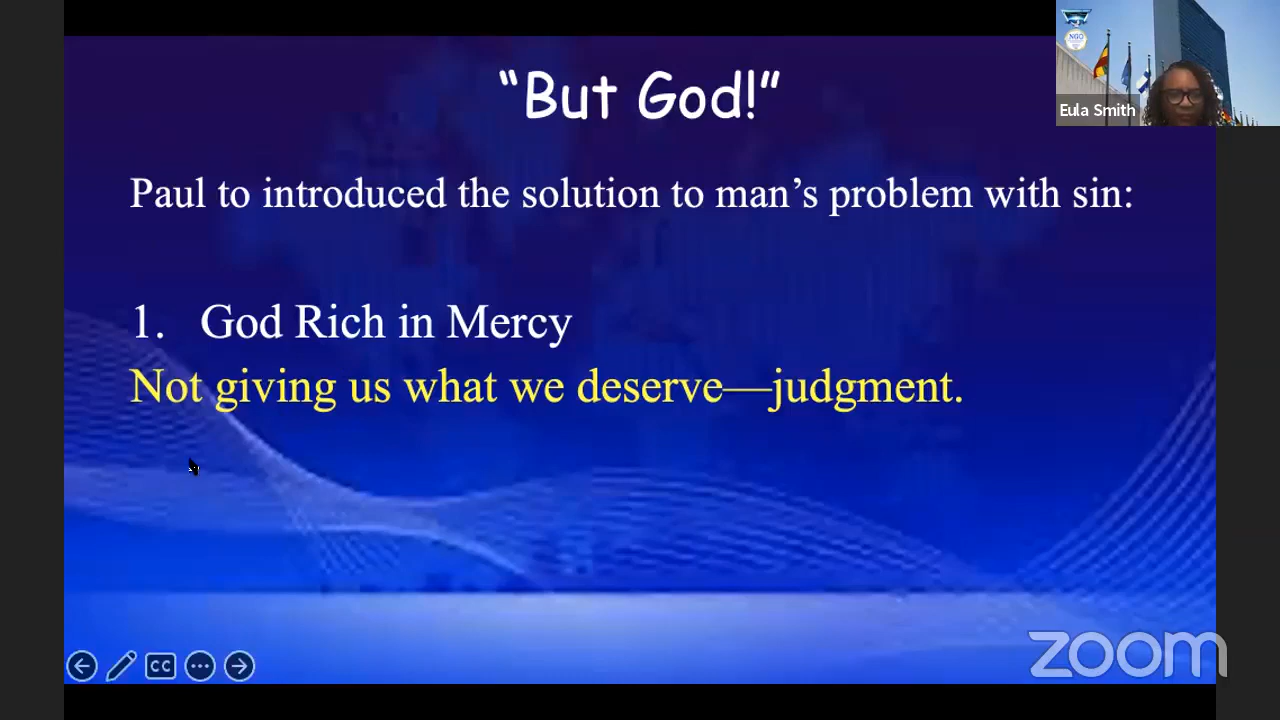 “But God!”
Paul to introduced the solution to man’s problem with sin:
1. God Rich in Mercy
Not giving us what we deserve—judgment.
NGO
Eula Smith
CC
zoom